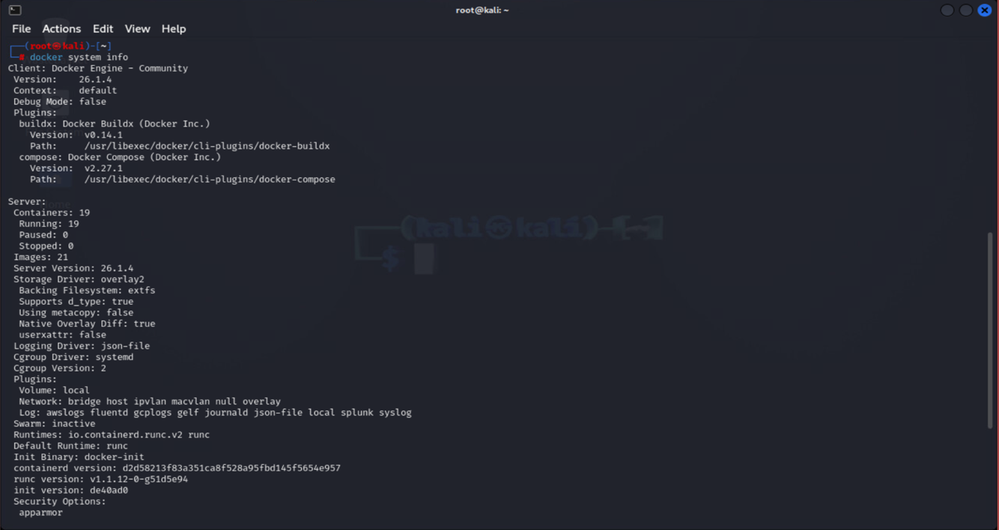 root@kali: ~
File Actions Edit View Help
┌──(root㉿kali)-[~]
└─# docker system info
Client: Docker Engine - Community
 Version:    26.1.4
 Context:    default
 Debug Mode: false
 Plugins:
  buildx: Docker Buildx (Docker Inc.)
    Version:  v0.14.1
    Path:     /usr/libexec/docker/cli-plugins/docker-buildx
  compose: Docker Compose (Docker Inc.)
    Version:  v2.27.1
    Path:     /usr/libexec/docker/cli-plugins/docker-compose

Server:
 Containers: 19
  Running: 19
  Paused: 0
  Stopped: 0
 Images: 21
 Server Version: 26.1.4
 Storage Driver: overlay2
  Backing Filesystem: extfs
  Supports d_type: true
  Using metacopy: false
  Native Overlay Diff: true
  userxattr: false
 Logging Driver: json-file
 Cgroup Driver: systemd
 Cgroup Version: 2
 Plugins:
  Volume: local
  Network: bridge host ipvlan macvlan null overlay
  Log: awslogs fluentd gcplogs gelf journald json-file local splunk syslog
 Swarm: inactive
 Runtimes: io.containerd.runc.v2 runc
 Default Runtime: runc
 Init Binary: docker-init
 containerd version: d2d58213f83a351ca8f528a95fbd145f5654e957
 runc version: v1.1.12-0-g51d5e94
 init version: de40ad0
 Security Options:
  apparmor
┌──(kali㉿kali)-[~]
└─$